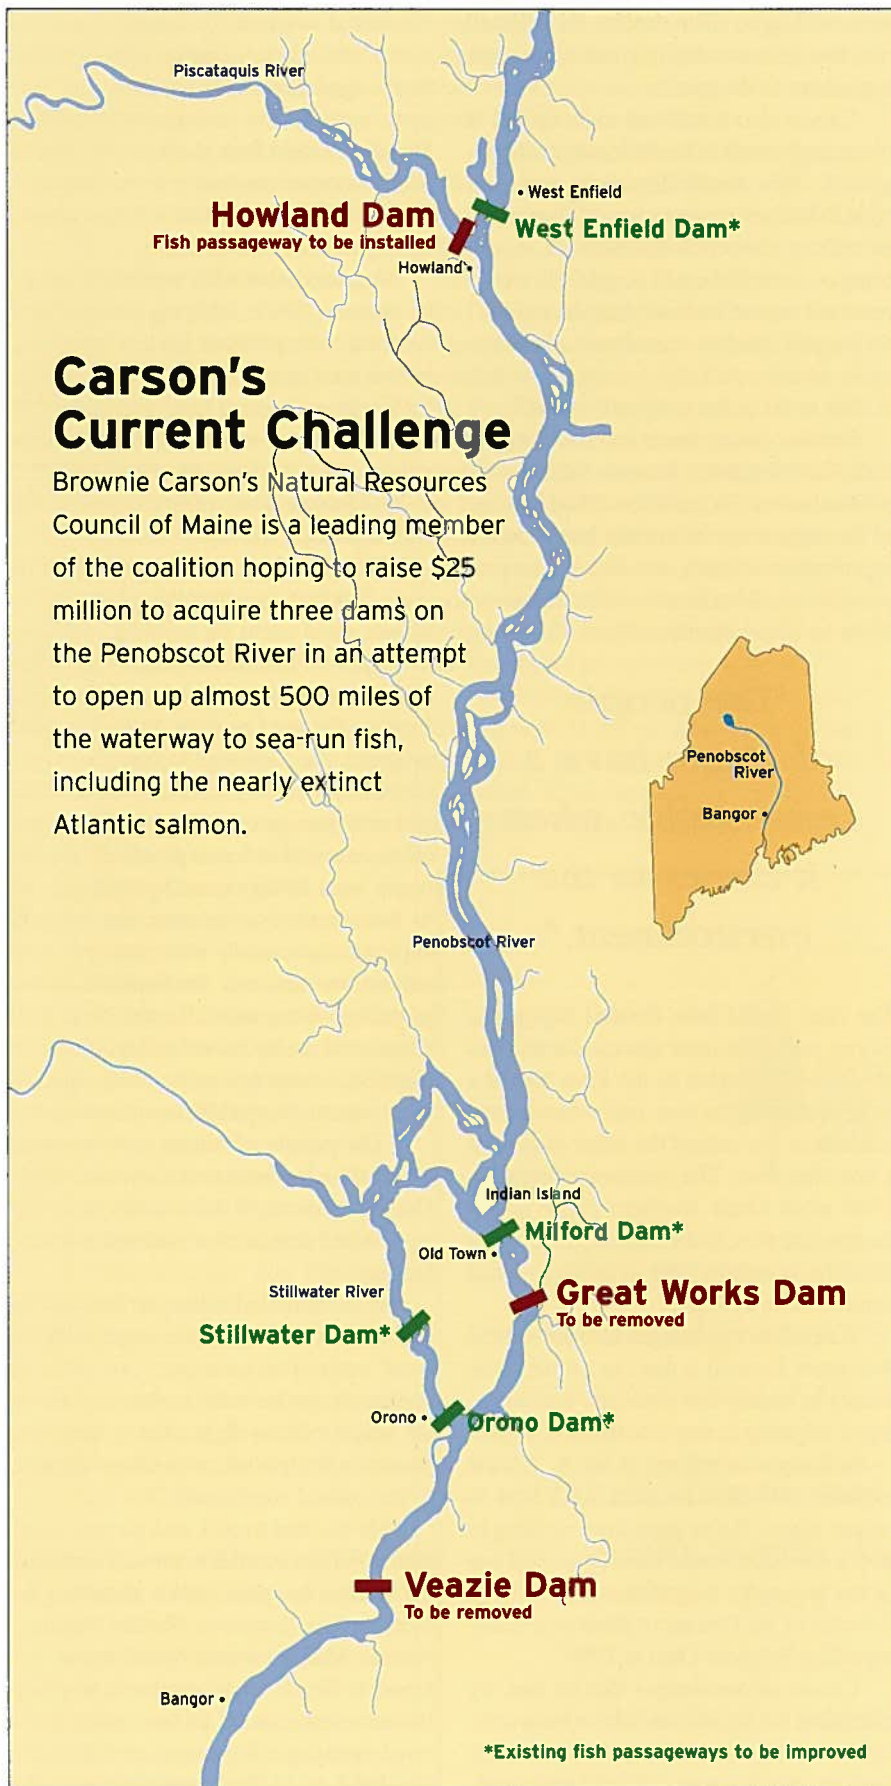 Piscataquis River
West Enfield
Howland Dam
Fish passageway to be installed
West Enfield Dam*
Howland
Carson's
Current Challenge
Brownie Carson's Natural Resources
Council of Maine is a leading member
of the coalition hoping to raise $25
million to acquire three dams on
the Penobscot River in an attempt
to open up almost 500 miles of
the waterway to sea-run fish,
including the nearly extinct
Atlantic salmon.
Penobscot
River
Bangor
Penobscot River
Indian Island
Milford Dam*
Old Town
Stillwater River
Great Works Dam
To be removed
Stillwater Dam*
Orono
Orono Dam*
Veazie Dam
To be removed
Bangor
*Existing fish passageways to be improved